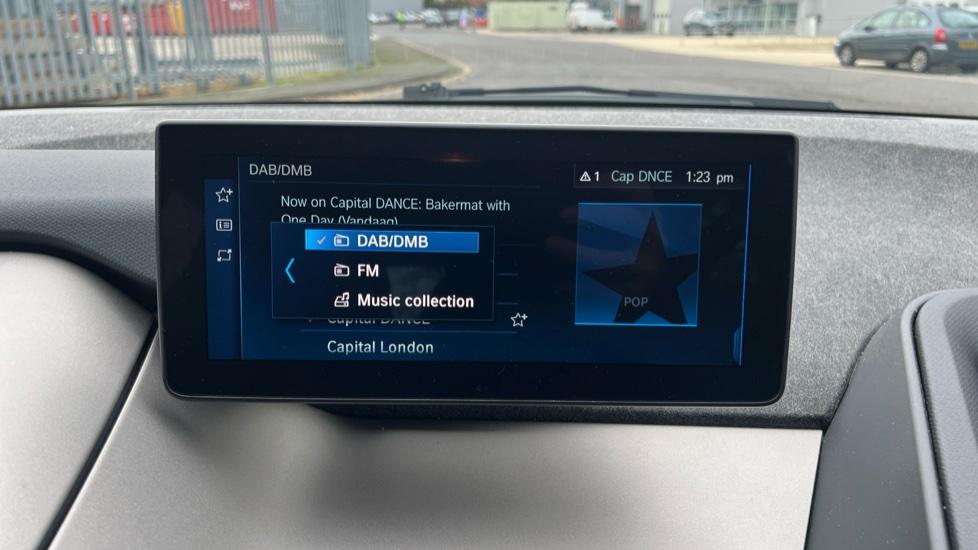 DAB/DMB
1 Cap DNCE 1:23 pm
Now on Capital DANCE: Bakermat with
One Day (Vandaag)
DAB/DMB
FM
Music collection
Capital DANCE
Capital London
POP